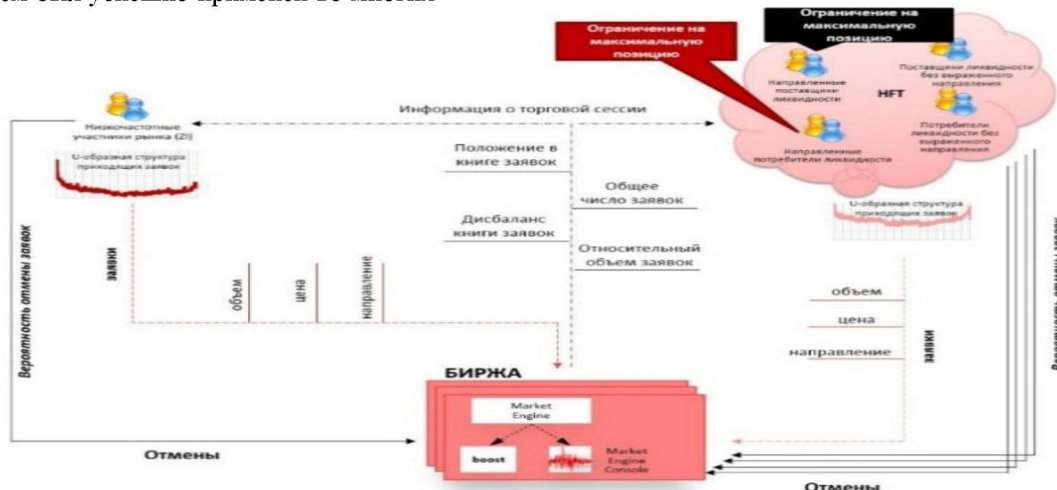 Ограничение на
максимальную
позицию
Ограничение на
максимальную
позицию
Направленные
поставщики
ликвидности
HFT
Поставщики ликвидности
без выраженного
направления
Потребители
ликвидности без
выраженного
направления
Направленные
потребители ликвидности
U-образная структура
приходящих заявок
Низкочастотные
участники рынка (ZI)
U-образная структура
приходящих заявок
Информация о торговой сессии
Положение в
книге заявок
Общее
число заявок
Дисбаланс
книги заявок
Относительный
объем заявок
Вероятность отмены заявок
заявки
объем
цена
направление
объем
цена
направление
заявки
БИРЖА
Market
Engine
boost
Market
Engine
Console
Отмены
Отмены